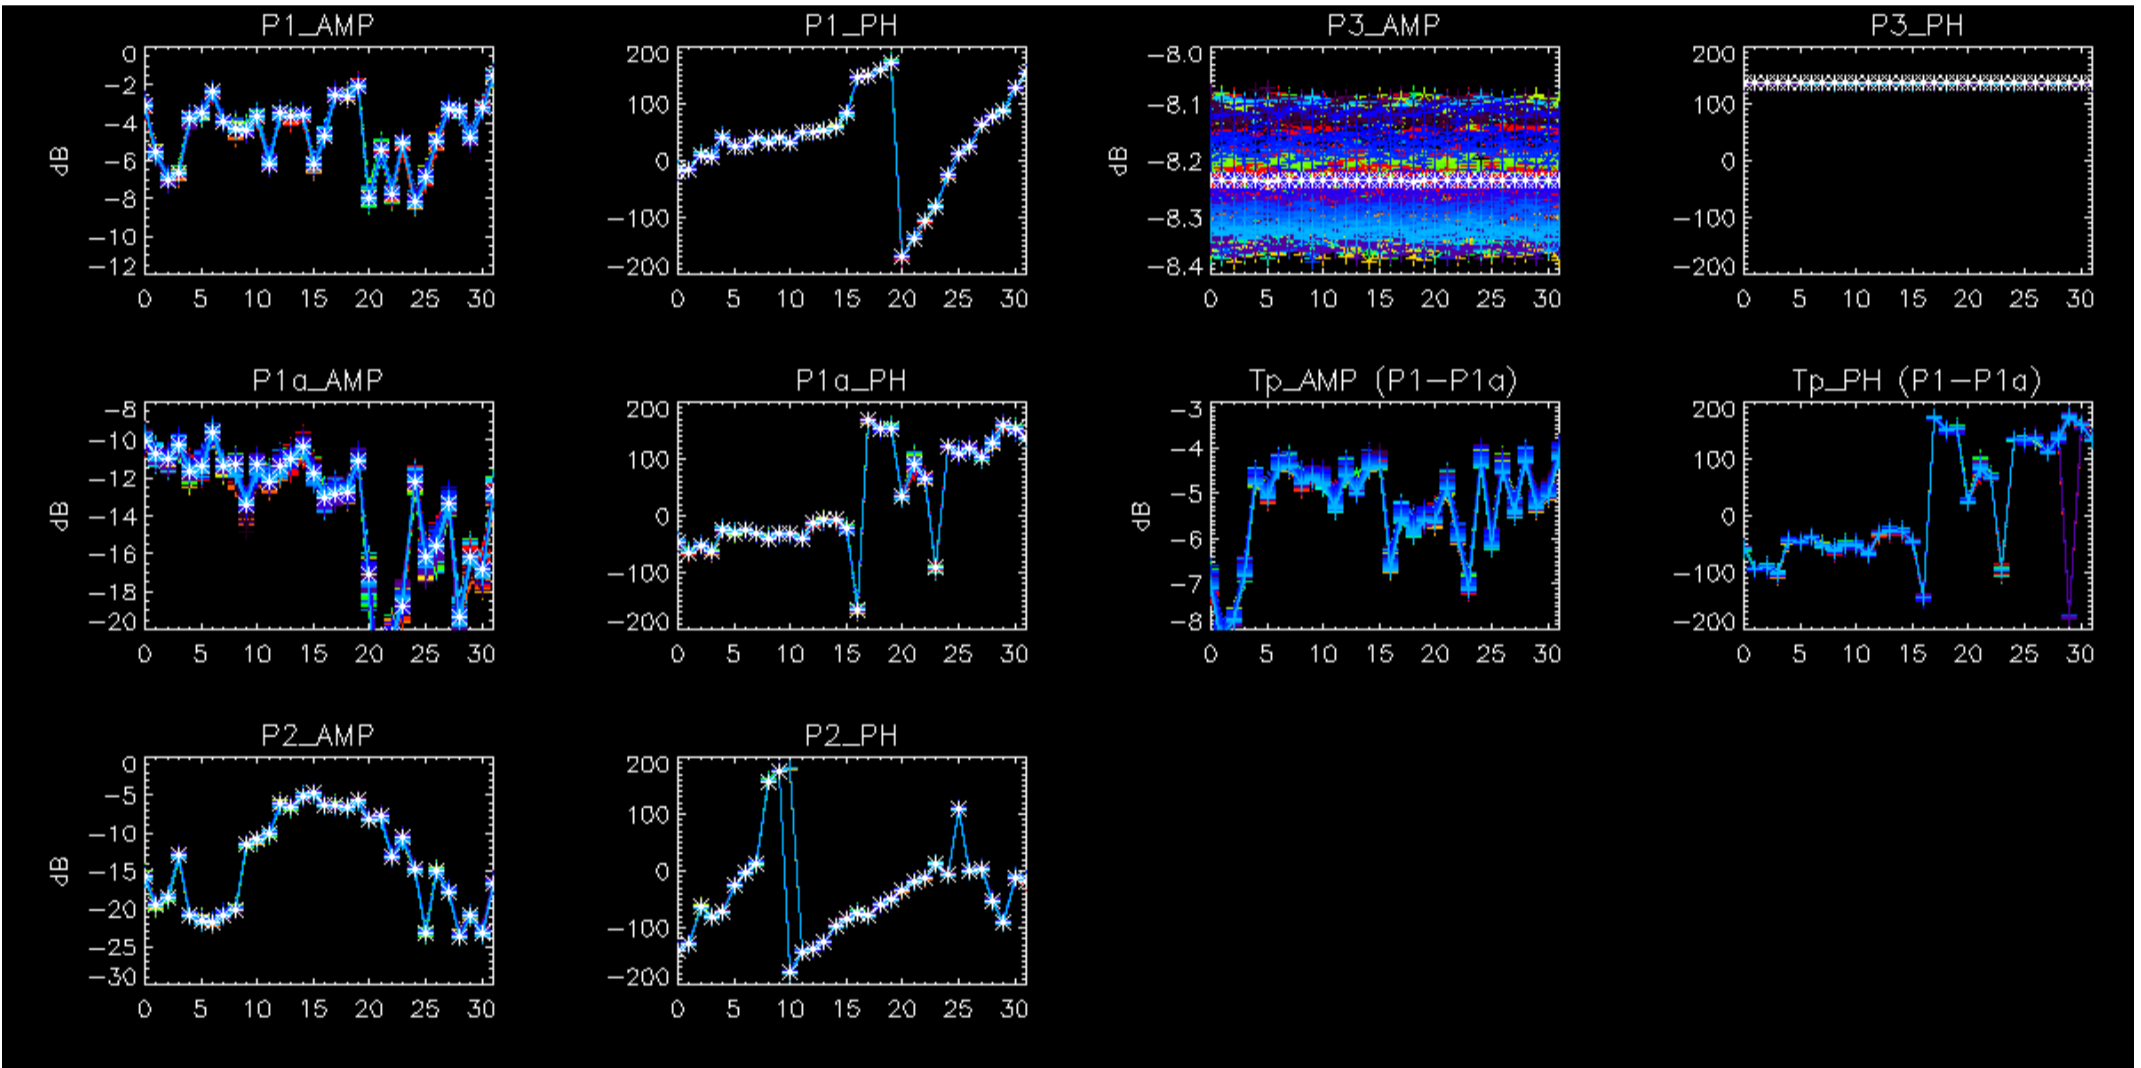 P1_AMP
P1_PH
P3_AMP
P3_PH
dB
0
-2
-4
-6
-8
-10
-12
0 5 10 15 20 25 30
200
100
0
-100
-200
0 5 10 15 20 25 30
dB
-8.0
-8.1
-8.2
-8.3
-8.4
0 5 10 15 20 25 30
200
100
0
-100
-200
0 5 10 15 20 25 30
P1a_AMP
P1a_PH
Tp_AMP (P1-P1a)
Tp_PH (P1-P1a)
dB
-8
-10
-12
-14
-16
-18
-20
0 5 10 15 20 25 30
200
100
0
-100
-200
0 5 10 15 20 25 30
dB
-3
-4
-5
-6
-7
-8
0 5 10 15 20 25 30
200
100
0
-100
-200
0 5 10 15 20 25 30
P2_AMP
P2_PH
dB
0
-5
-10
-15
-20
-25
-30
0 5 10 15 20 25 30
200
100
0
-100
-200
0 5 10 15 20 25 30